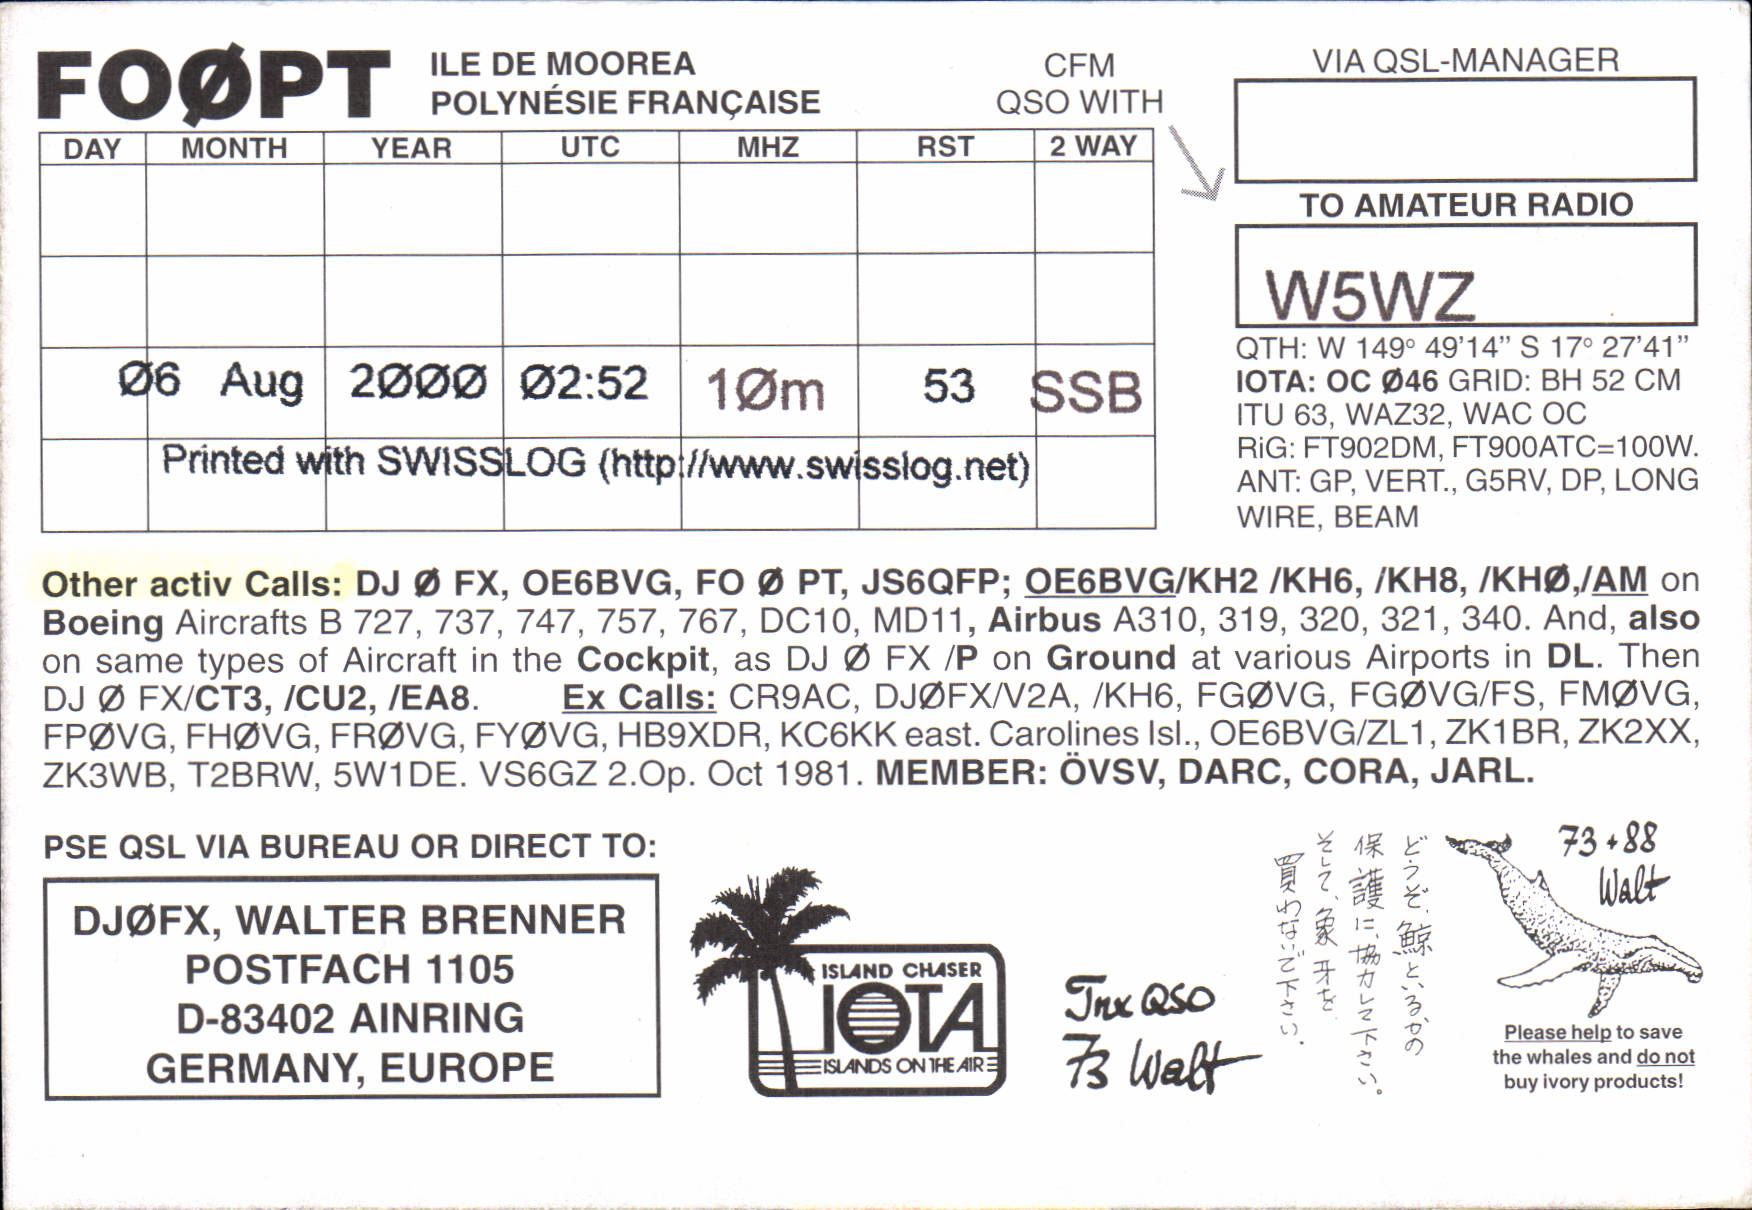 FOØPT
ILE DE MOOREA
POLYNÉSIE FRANÇAISE
CFM
QSO WITH
VIA QSL-MANAGER
DAY MONTH YEAR UTC MHZ RST 2 WAY
TO AMATEUR RADIO
W5WZ
Ø6 Aug 2ØØØ Ø2:52 1Øm 53 SSB
Printed with SWISSLOG (http://www.swisslog.net)
QTH: W 149° 49'14” S 17° 27'41”
IOTA: OC Ø46 GRID: BH 52 CM
ITU 63, WAZ32, WAC OC
RiG: FT902DM, FT900ATC=100W.
ANT: GP, VERT., G5RV, DP, LONG
WIRE, BEAM
Other activ Calls: DJ Ø FX, OE6BVG, FO Ø PT, JS6QFP; OE6BVG/KH2 /KH6, /KH8, /KHØ,/AM on
Boeing Aircrafts B 727, 737, 747, 757, 767, DC10, MD11, Airbus A310, 319, 320, 321, 340. And, also
on same types of Aircraft in the Cockpit, as DJ Ø FX /P on Ground at various Airports in DL. Then
DJ Ø FX/CT3, /CU2, /EA8. Ex Calls: CR9AC, DJØFX/V2A, /KH6, FGØVG, FGØVG/FS, FMØVG,
FPØVG, FHØVG, FRØVG, FYØVG, HB9XDR, KC6KK east. Carolines Isl., OE6BVG/ZL1, ZK1BR, ZK2XX,
ZK3WB, T2BRW, 5W1DE. VS6GZ 2.Op. Oct 1981. MEMBER: ÖVSV, DARC, CORA, JARL.
PSE QSL VIA BUREAU OR DIRECT TO:
DJØFX, WALTER BRENNER
POSTFACH 1105
D-83402 AINRING
GERMANY, EUROPE
ISLAND CHASER
IOTA
ISLANDS ON THE AIR
Tnx QSO
73 Walt
どうぞ、鯨といるかの
保護に、協力して下さい。
そして、象牙を
買わないで下さい。
73+88
Walt
Please help to save
the whales and do not
buy ivory products!